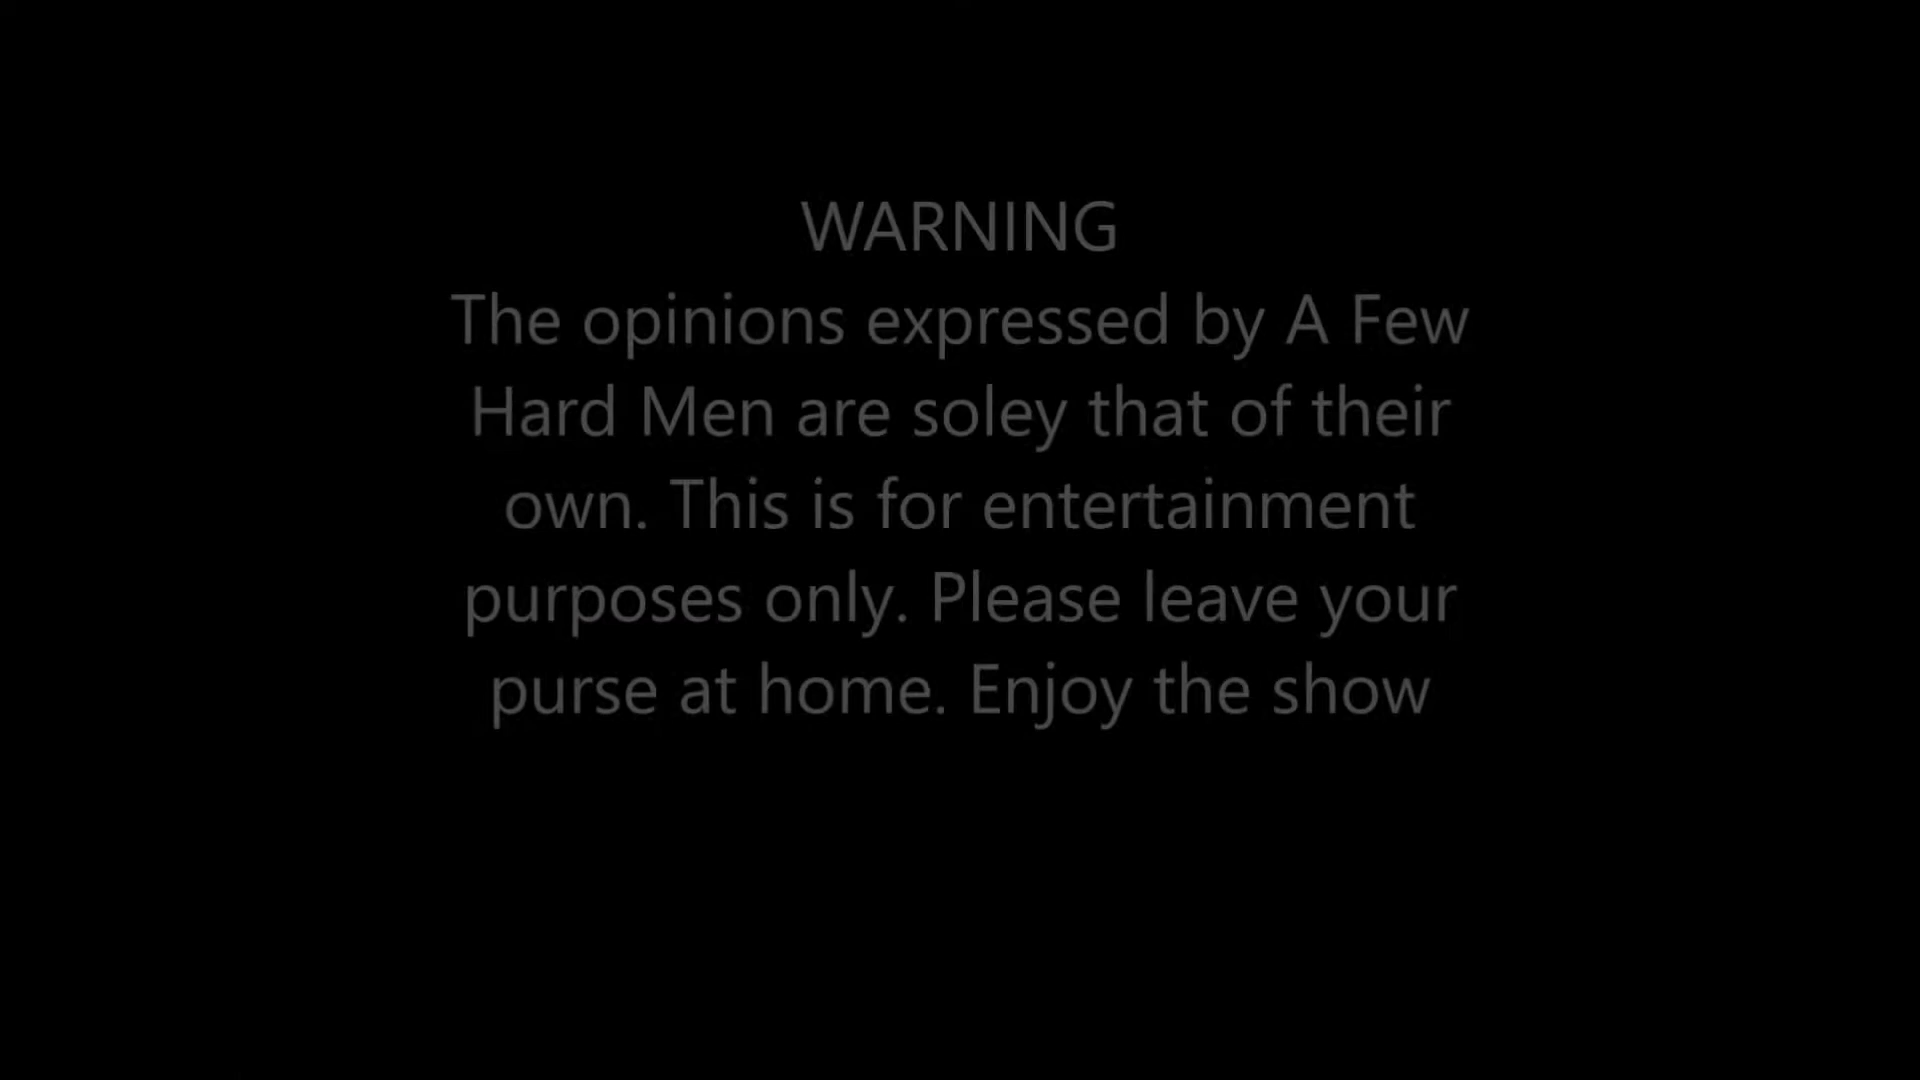 WARNING
The opinions expressed by A Few
Hard Men are soley that of their
own. This is for entertainment
purposes only. Please leave your
purse at home. Enjoy the show